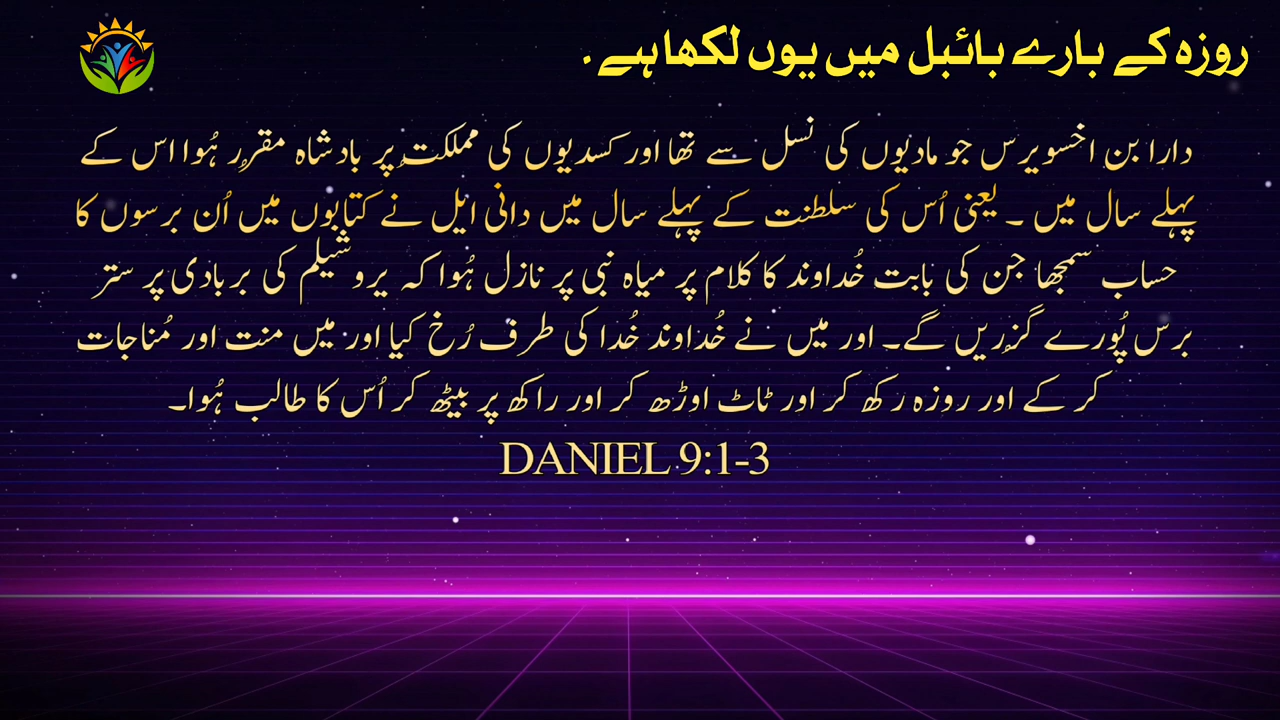 روزہ کے بارے بائبل میں یوں لکھا ہے .
دارا بن اخسویرس جو مادیوں کی نسل سے تھا اور کسدیوں کی مملکت پر بادشاہ مقرر ہُوا اس کے
پہلے سال میں ۔ یعنی اُس کی سلطنت کے پہلے سال میں دانی ایل نے کتابوں میں اُن برسوں کا
حساب سمجھا جن کی بابت خُداوند کا کلام پر میاہ نبی پر نازل ہُوا کہ یروشیلم کی بربادی پر ستر
برس پُورے گزریں گے۔ اور میں نے خُداوند خُدا کی طرف رُخ کیا اور میں منت اور مُناجات
کر کے اور روزہ رکھ کر اور ٹاٹ اوڑھ کر اور راکھ پر بیٹھ کر اُس کا طالب ہُوا۔
DANIEL 9:1-3